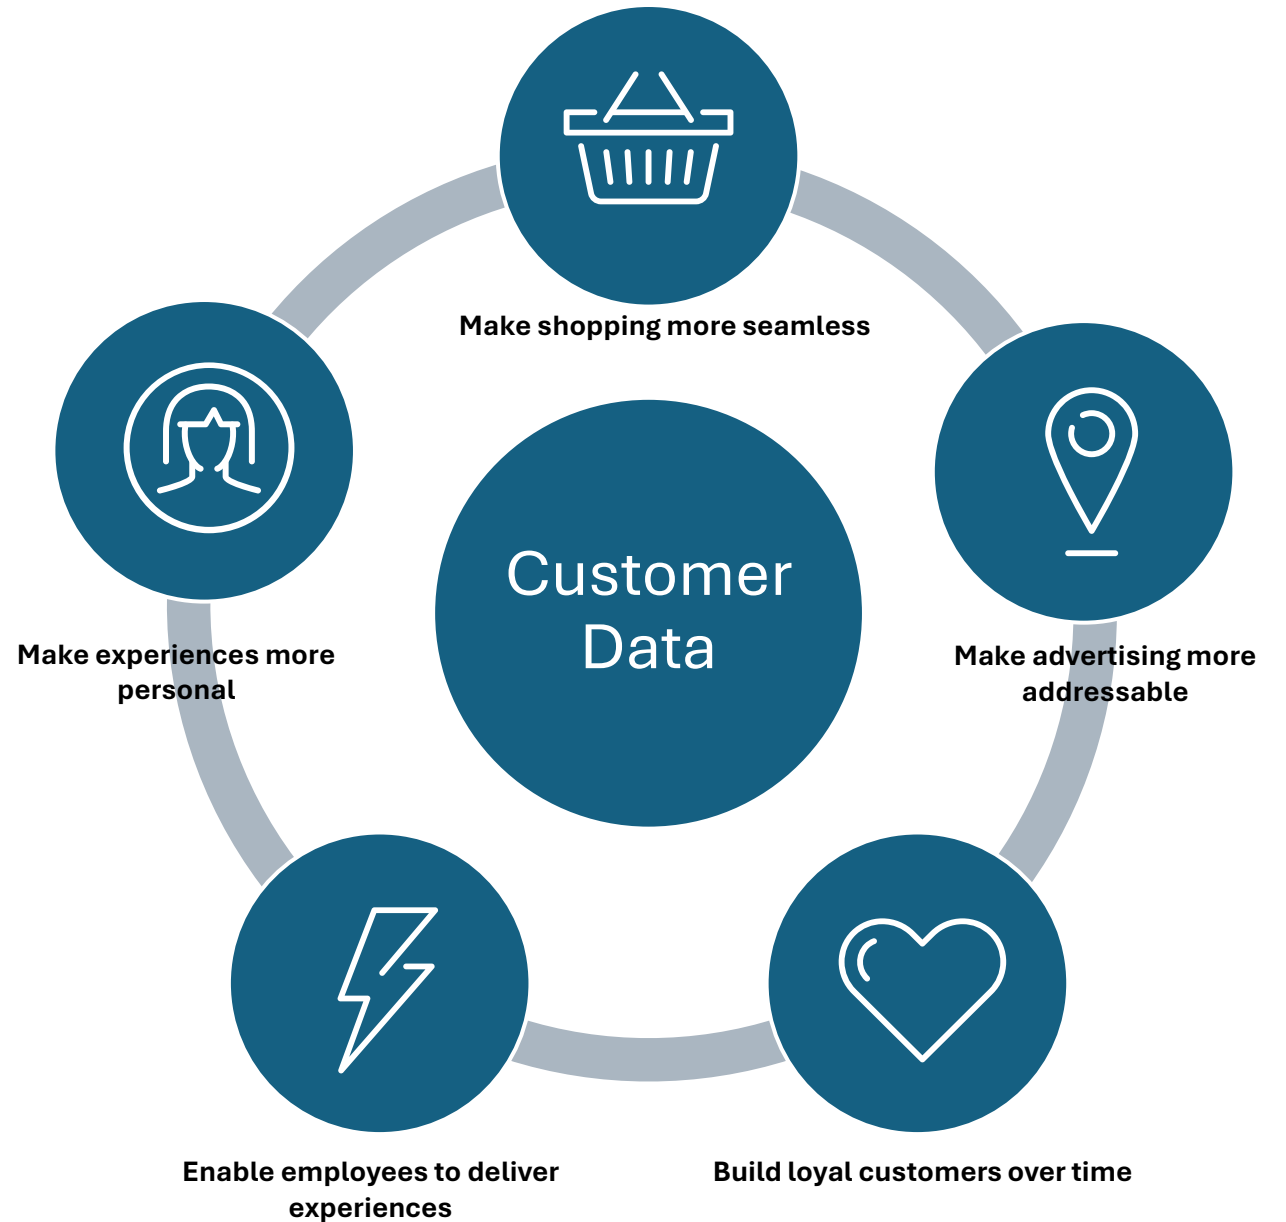 Make shopping more seamless
Customer
Data
Make experiences more
personal
Make advertising more
addressable
Enable employees to deliver
experiences
Build loyal customers over time